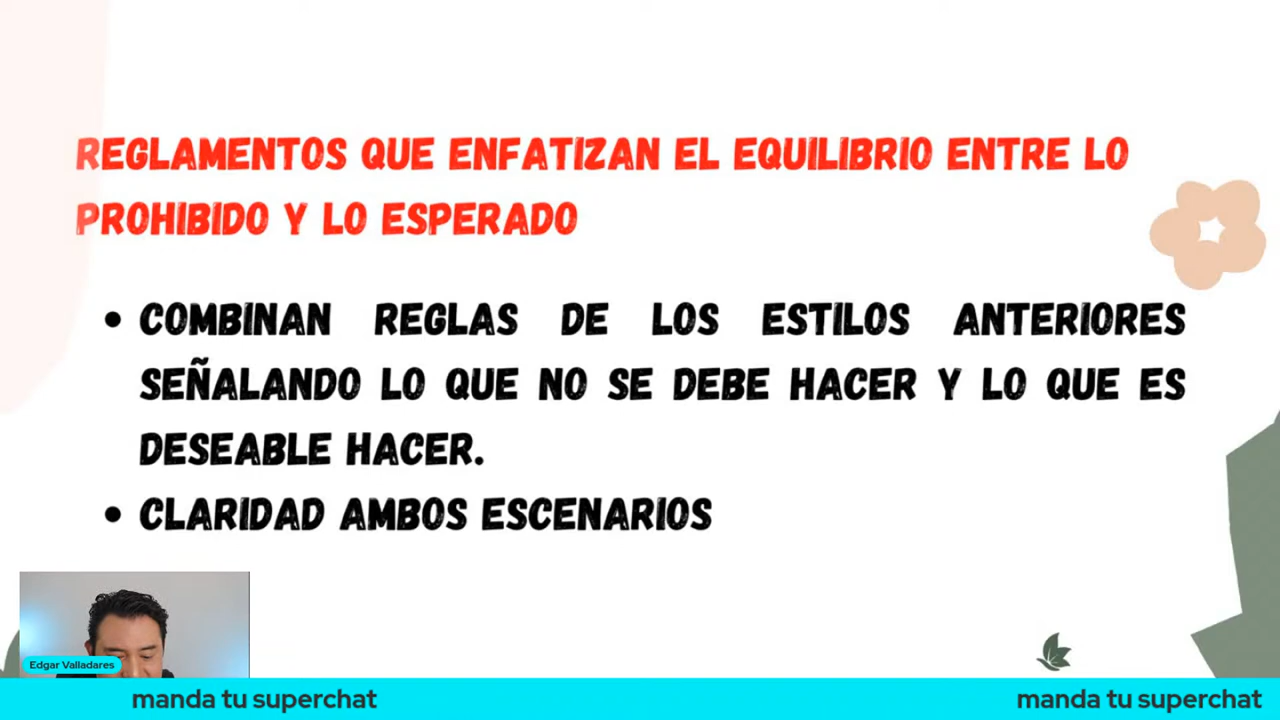 REGLAMENTOS QUE ENFATIZAN EL EQUILIBRIO ENTRE LO
PROHIBIDO Y LO ESPERADO
• COMBINAN REGLAS DE LOS ESTILOS ANTERIORES
SEÑALANDO LO QUE NO SE DEBE HACER Y LO QUE ES
DESEABLE HACER.
• CLARIDAD AMBOS ESCENARIOS
Edgar Valladares
manda tu superchat manda tu superchat